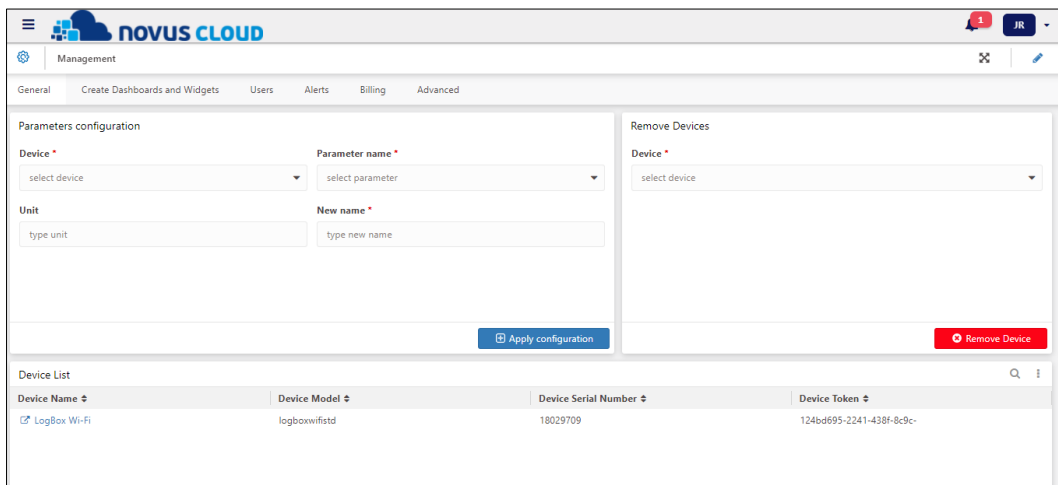 NOVUS CLOUD
1
JR
Management
General Create Dashboards and Widgets Users Alerts Billing Advanced
Parameters configuration
Device * Parameter name *
select device select parameter
Unit New name *
type unit type new name
Apply configuration
Remove Devices
Device *
select device
Remove Device
Device List
Device Name Device Model Device Serial Number Device Token
LogBox Wi-Fi logboxwifistd 18029709 124bd695-2241-438f-8c9c-